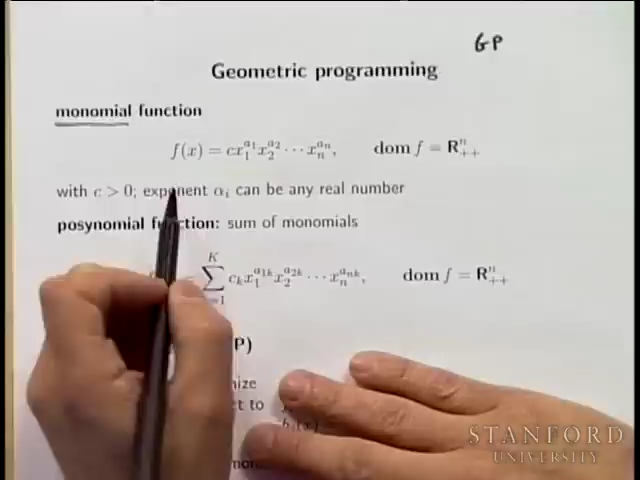 GP
Geometric programming
monomial function
f(x) = cx_1^{a_1} x_2^{a_2} ⋯ x_n^{a_n}, dom f = R^n_{++}
with c > 0; exponent α_i can be any real number
posynomial function: sum of monomials
∑_{=1}^{K} c_k x_1^{a_{1k}} x_2^{a_{2k}} ⋯ x_n^{a_{nk}}, dom f = R^n_{++}
P)
ize
t to
mon
STANFORD
UNIVERSITY